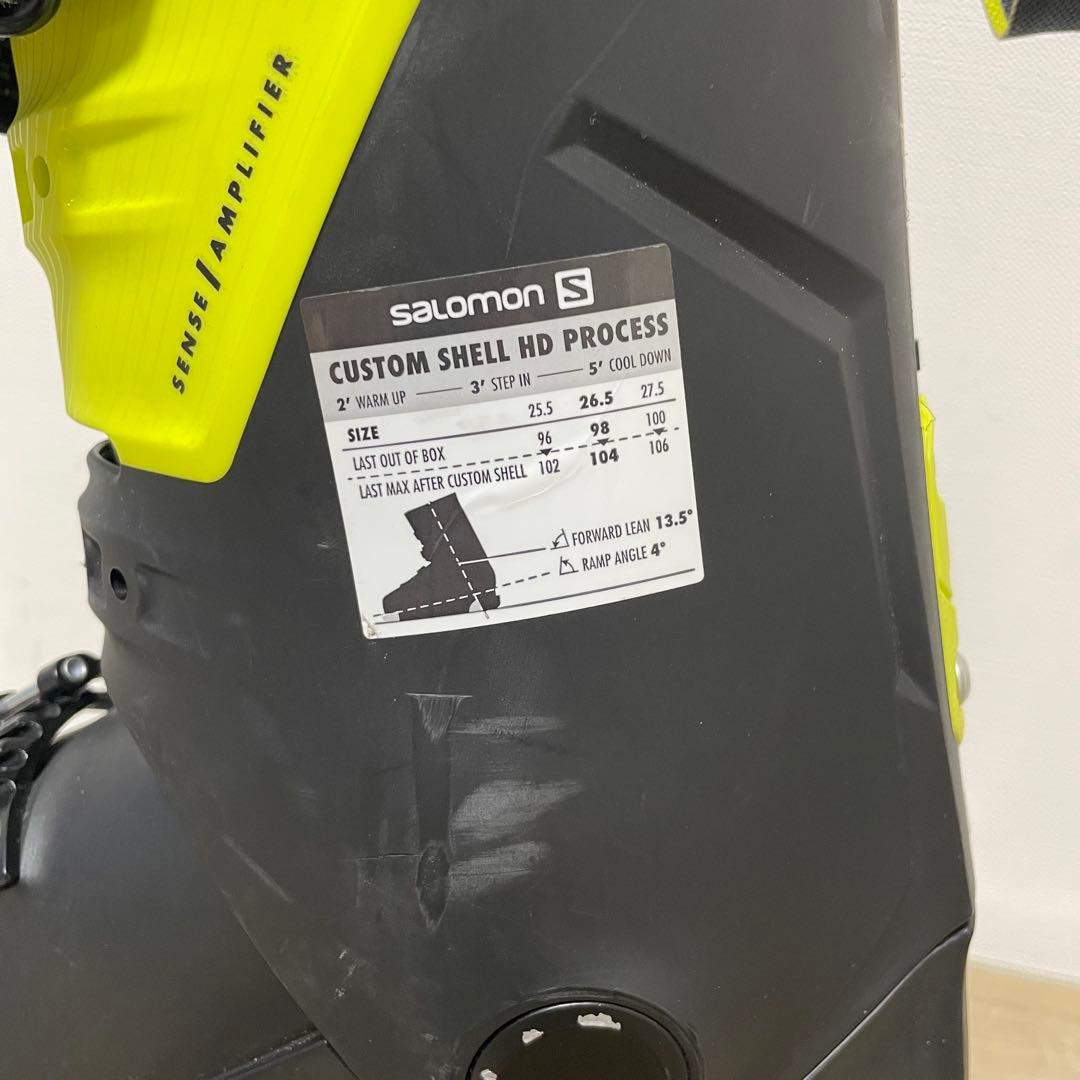 SENSE/AMPLIFIER
SALOMON S
CUSTOM SHELL HD PROCESS
2' WARM UP 3' STEP IN 5' COOL DOWN
SIZE 25.5 26.5 27.5
LAST OUT OF BOX 96 98 100
LAST MAX AFTER CUSTOM SHELL 102 104 106
FORWARD LEAN 13.5°
RAMP ANGLE 4°